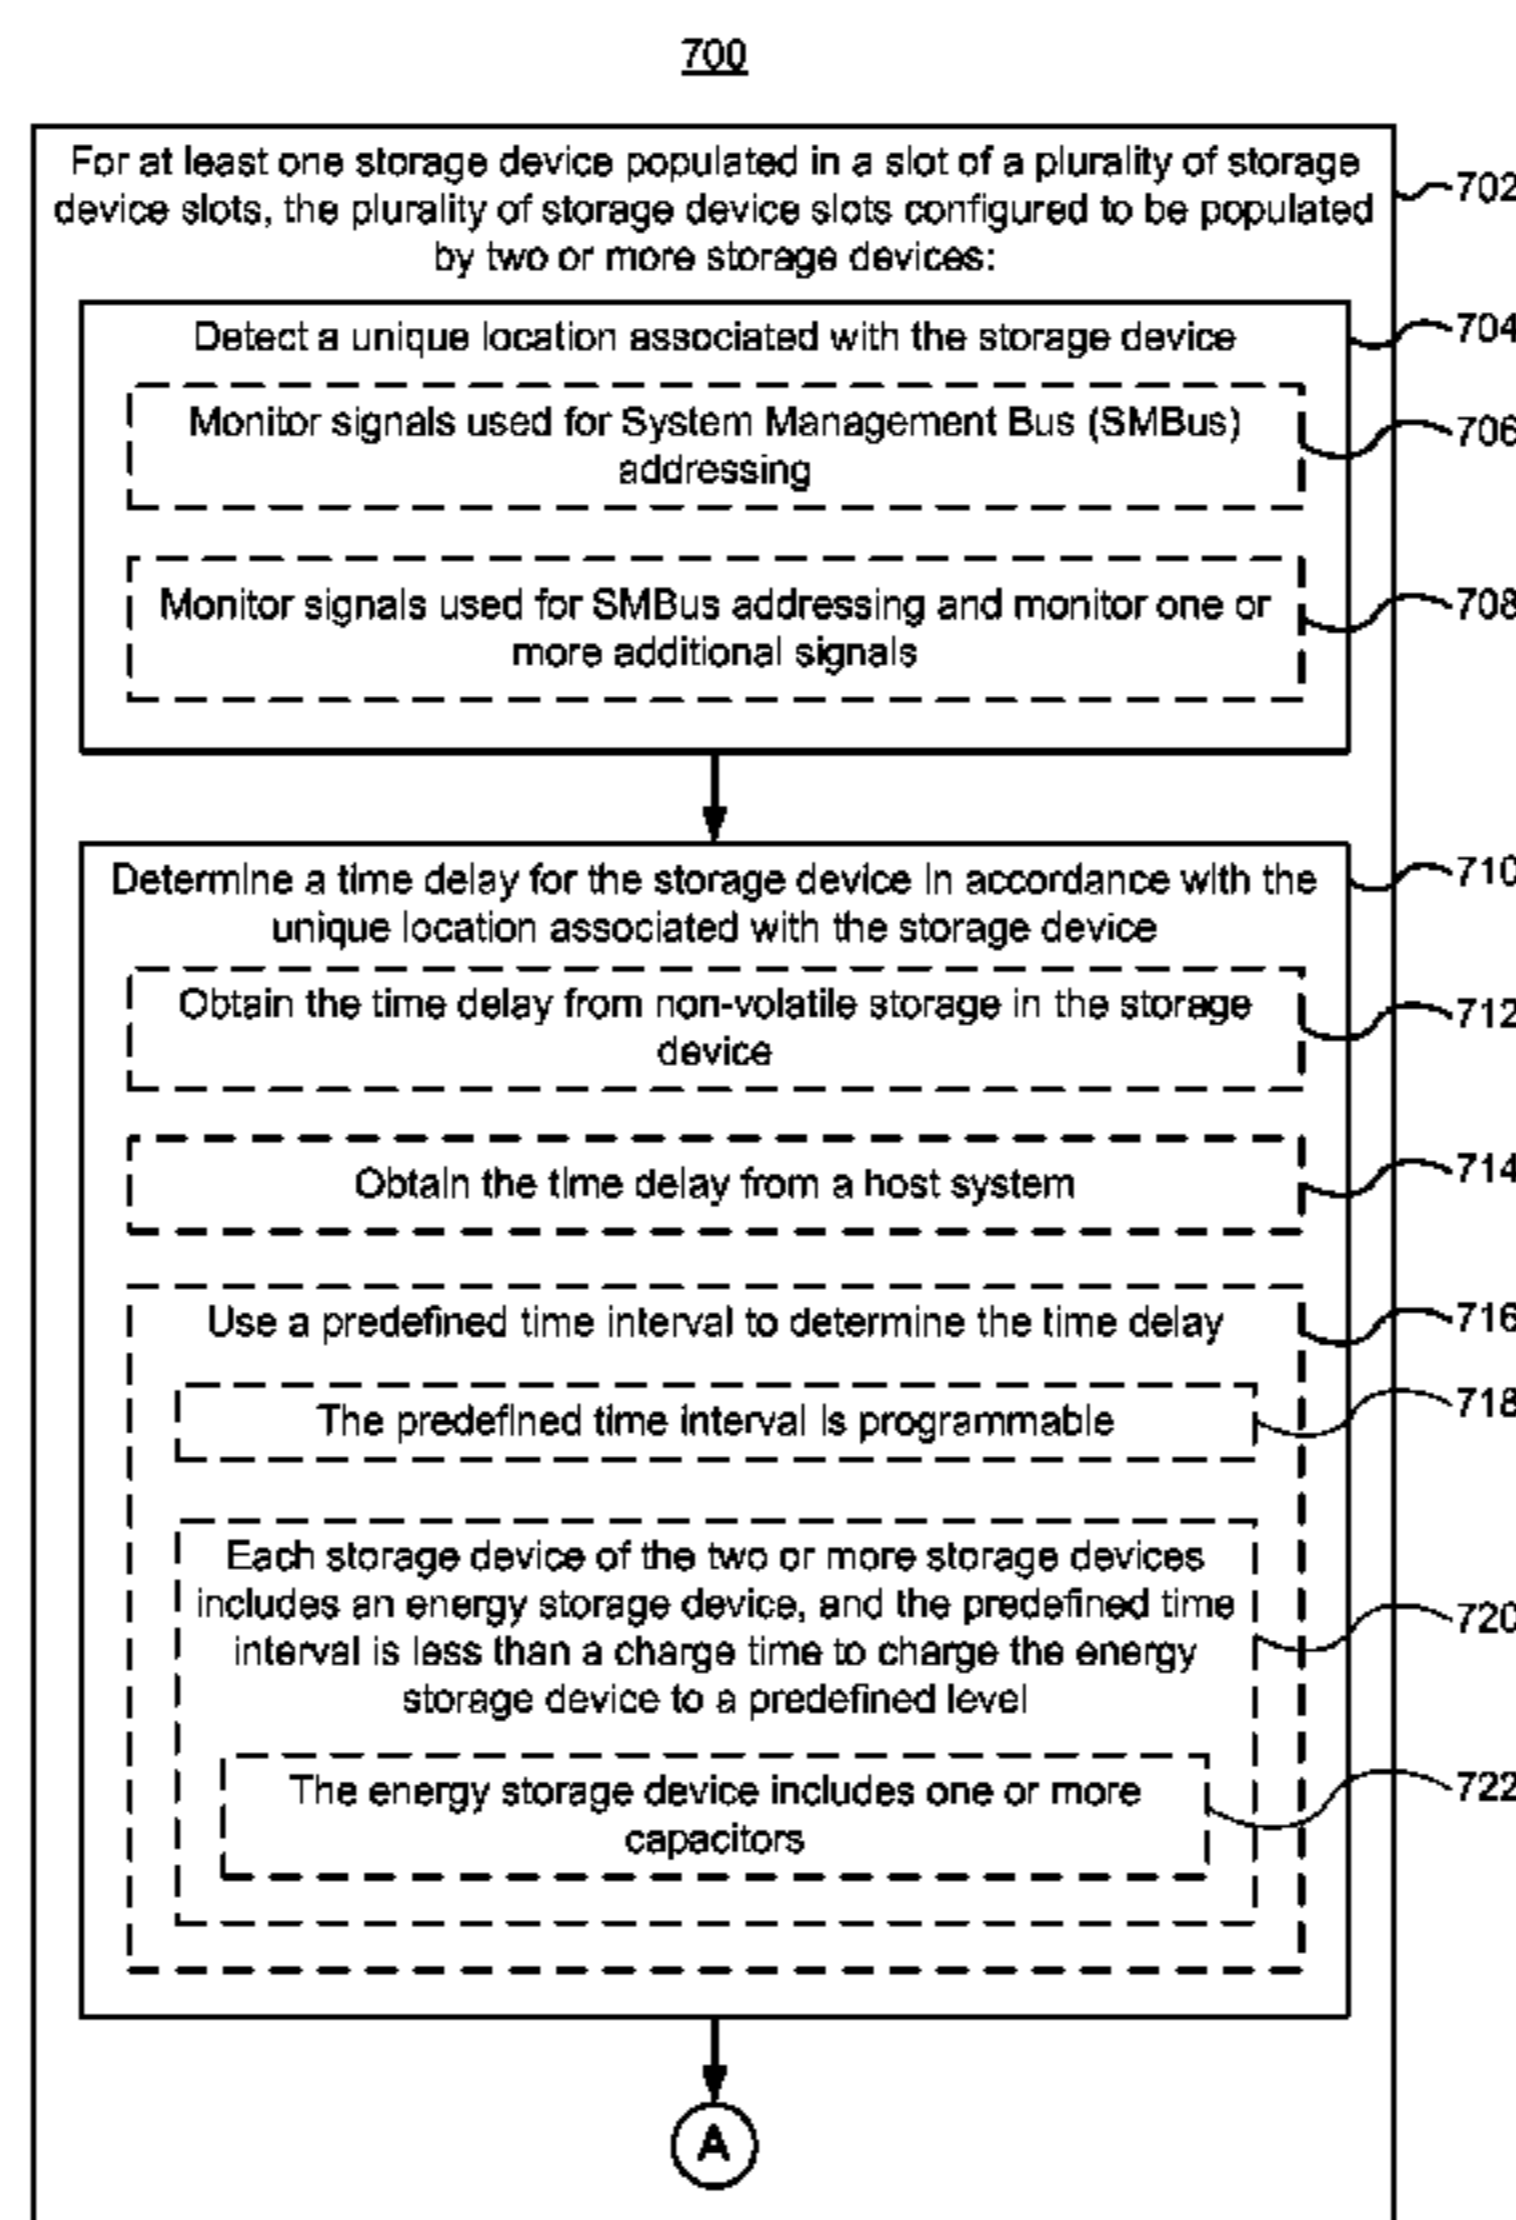 700
For at least one storage device populated in a slot of a plurality of storage
device slots, the plurality of storage device slots configured to be populated
by two or more storage devices:
702
Detect a unique location associated with the storage device
704
Monitor signals used for System Management Bus (SMBus)
addressing
706
Monitor signals used for SMBus addressing and monitor one or
more additional signals
708
Determine a time delay for the storage device in accordance with the
unique location associated with the storage device
710
Obtain the time delay from non-volatile storage in the storage
device
712
Obtain the time delay from a host system
714
Use a predefined time interval to determine the time delay
716
The predefined time interval is programmable
718
Each storage device of the two or more storage devices
includes an energy storage device, and the predefined time
interval is less than a charge time to charge the energy
storage device to a predefined level
720
The energy storage device includes one or more
capacitors
722
A